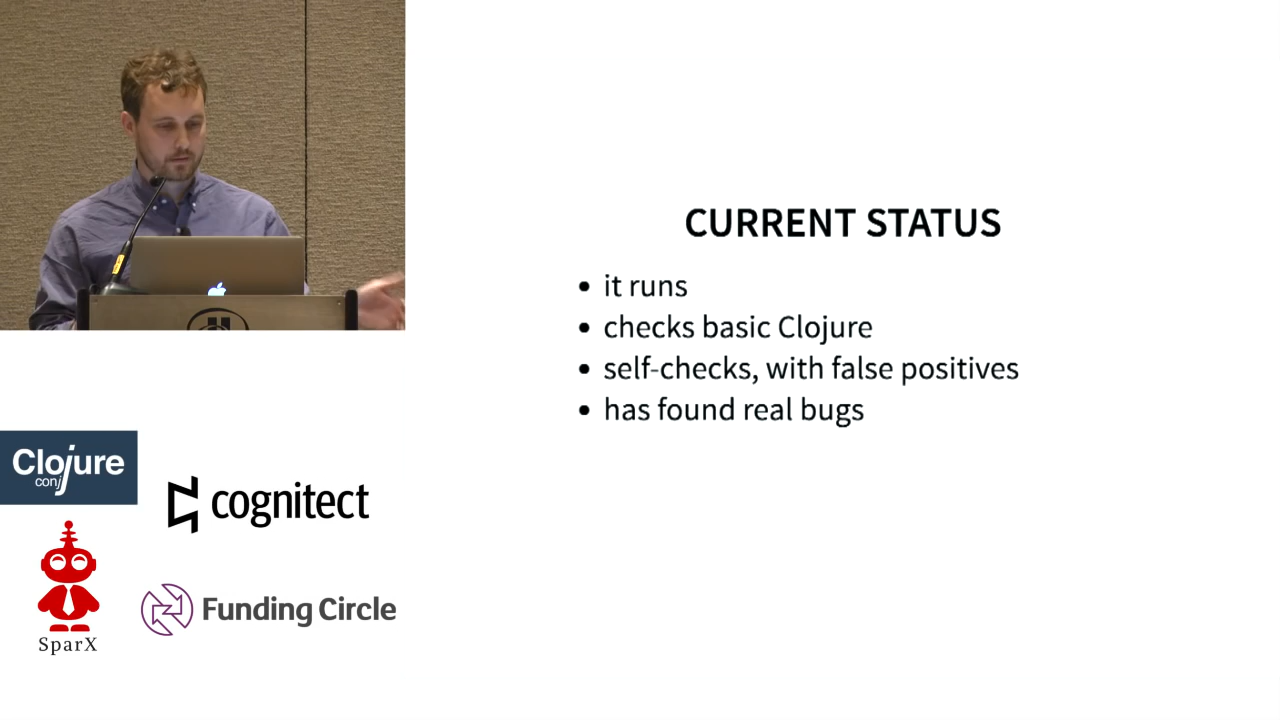 CURRENT STATUS
it runs
checks basic Clojure
self-checks, with false positives
has found real bugs
Clojure
conj
cognitect
SparX
Funding Circle